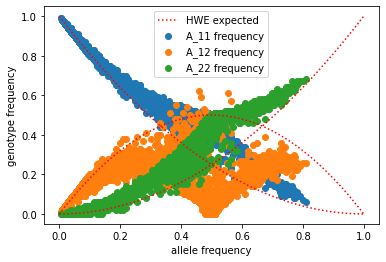 HWE expected
A_11 frequency
A_12 frequency
A_22 frequency
genotype frequency
1.0
0.8
0.6
0.4
0.2
0.0
0.0 0.2 0.4 0.6 0.8 1.0
allele frequency